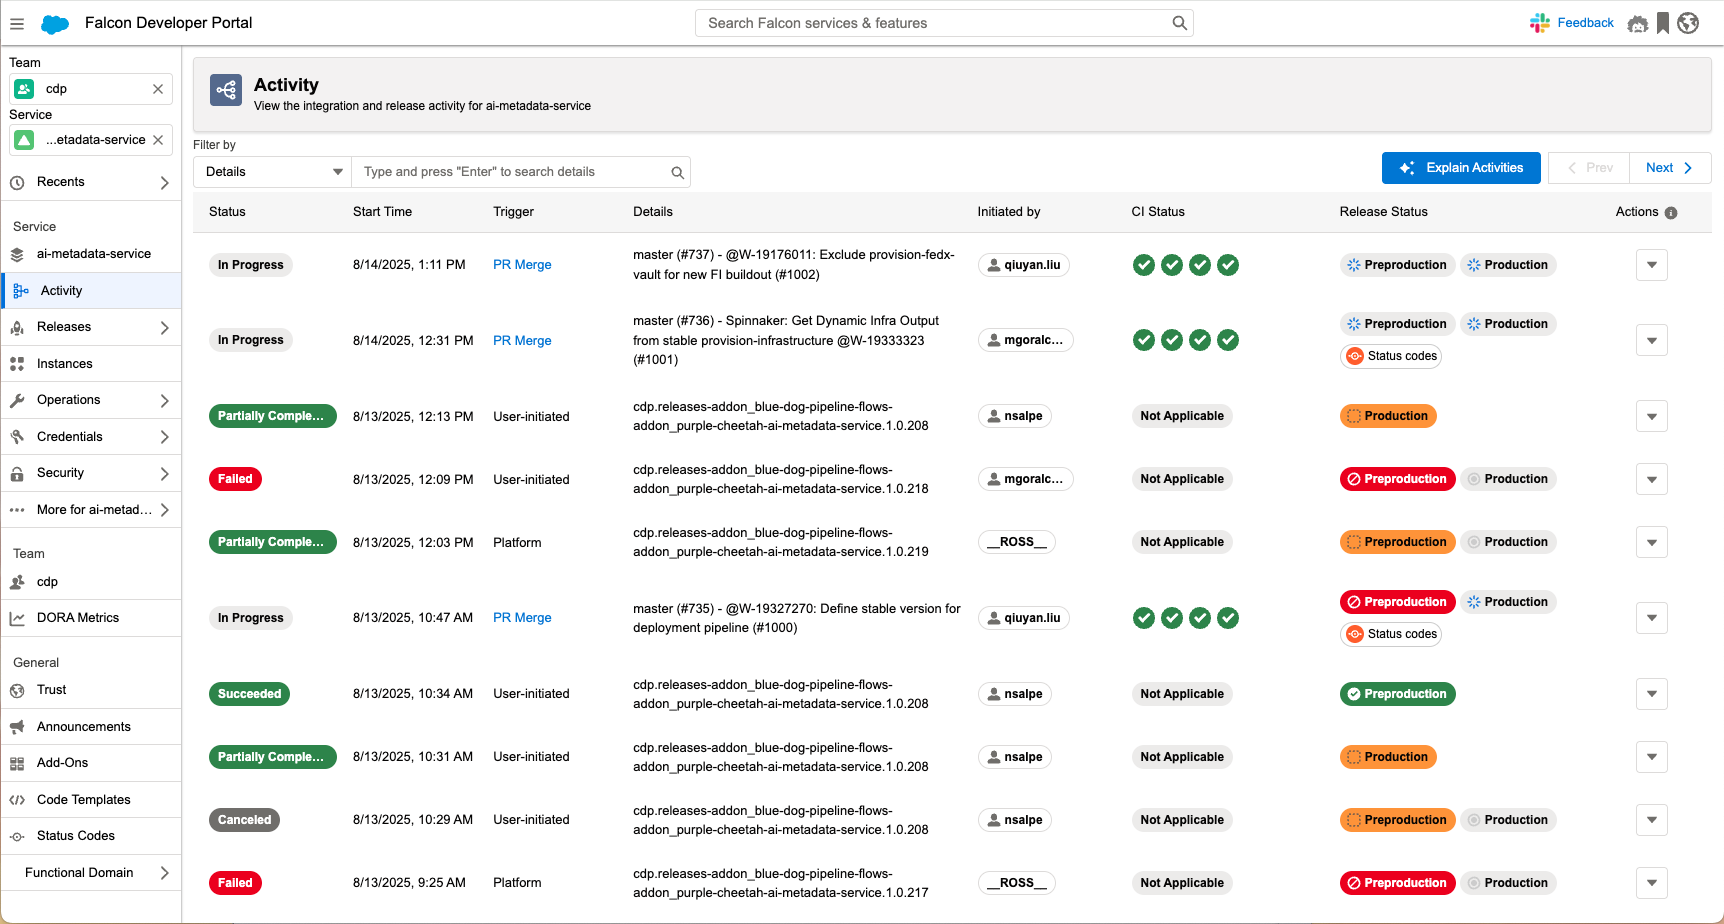 Falcon Developer Portal
Search Falcon services & features
Feedback
Team
cdp
Service
...etadata-service
Recents
Service
ai-metadata-service
Activity
Releases
Instances
Operations
Credentials
Security
More for ai-metad...
Team
cdp
DORA Metrics
General
Trust
Announcements
Add-Ons
Code Templates
Status Codes
Functional Domain
Activity
View the integration and release activity for ai-metadata-service
Filter by
Details
Type and press "Enter" to search details
Explain Activities
Prev
Next
Status Start Time Trigger Details Initiated by CI Status Release Status Actions
In Progress 8/14/2025, 1:11 PM PR Merge master (#737) - @W-19176011: Exclude provision-fedx-
vault for new FI buildout (#1002)
qiuyan.liu Preproduction Production
In Progress 8/14/2025, 12:31 PM PR Merge master (#736) - Spinnaker: Get Dynamic Infra Output
from stable provision-infrastructure @W-19333323
(#1001)
mgoralc... Preproduction Production
Status codes
Partially Comple... 8/13/2025, 12:13 PM User-initiated cdp.releases-addon_blue-dog-pipeline-flows-
addon_purple-cheetah-ai-metadata-service.1.0.208
nsalpe Not Applicable Production
Failed 8/13/2025, 12:09 PM User-initiated cdp.releases-addon_blue-dog-pipeline-flows-
addon_purple-cheetah-ai-metadata-service.1.0.218
mgoralc... Not Applicable Preproduction Production
Partially Comple... 8/13/2025, 12:03 PM Platform cdp.releases-addon_blue-dog-pipeline-flows-
addon_purple-cheetah-ai-metadata-service.1.0.219
__ROSS__ Not Applicable Preproduction Production
In Progress 8/13/2025, 10:47 AM PR Merge master (#735) - @W-19327270: Define stable version for
deployment pipeline (#1000)
qiuyan.liu Preproduction Production
Status codes
Succeeded 8/13/2025, 10:34 AM User-initiated cdp.releases-addon_blue-dog-pipeline-flows-
addon_purple-cheetah-ai-metadata-service.1.0.208
nsalpe Not Applicable Preproduction
Partially Comple... 8/13/2025, 10:31 AM User-initiated cdp.releases-addon_blue-dog-pipeline-flows-
addon_purple-cheetah-ai-metadata-service.1.0.208
nsalpe Not Applicable Production
Canceled 8/13/2025, 10:29 AM User-initiated cdp.releases-addon_blue-dog-pipeline-flows-
addon_purple-cheetah-ai-metadata-service.1.0.208
nsalpe Not Applicable Preproduction Production
Failed 8/13/2025, 9:25 AM Platform cdp.releases-addon_blue-dog-pipeline-flows-
addon_purple-cheetah-ai-metadata-service.1.0.217
__ROSS__ Not Applicable Preproduction Production